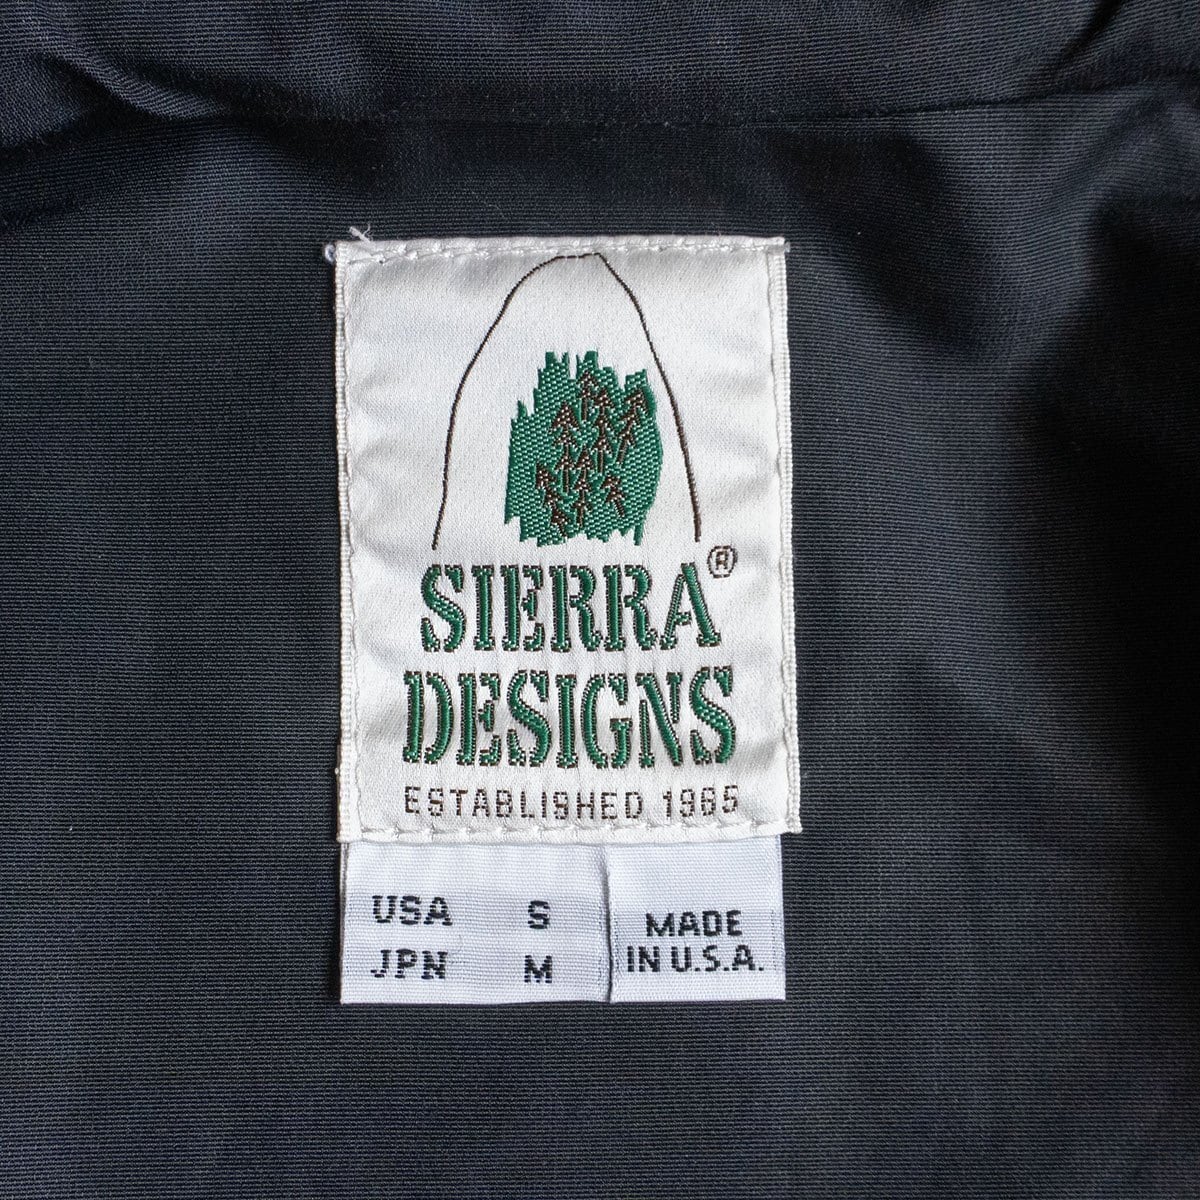 SIERRA®
DESIGNS
ESTABLISHED 1965
USA S
JPN M
MADE
IN U.S.A.